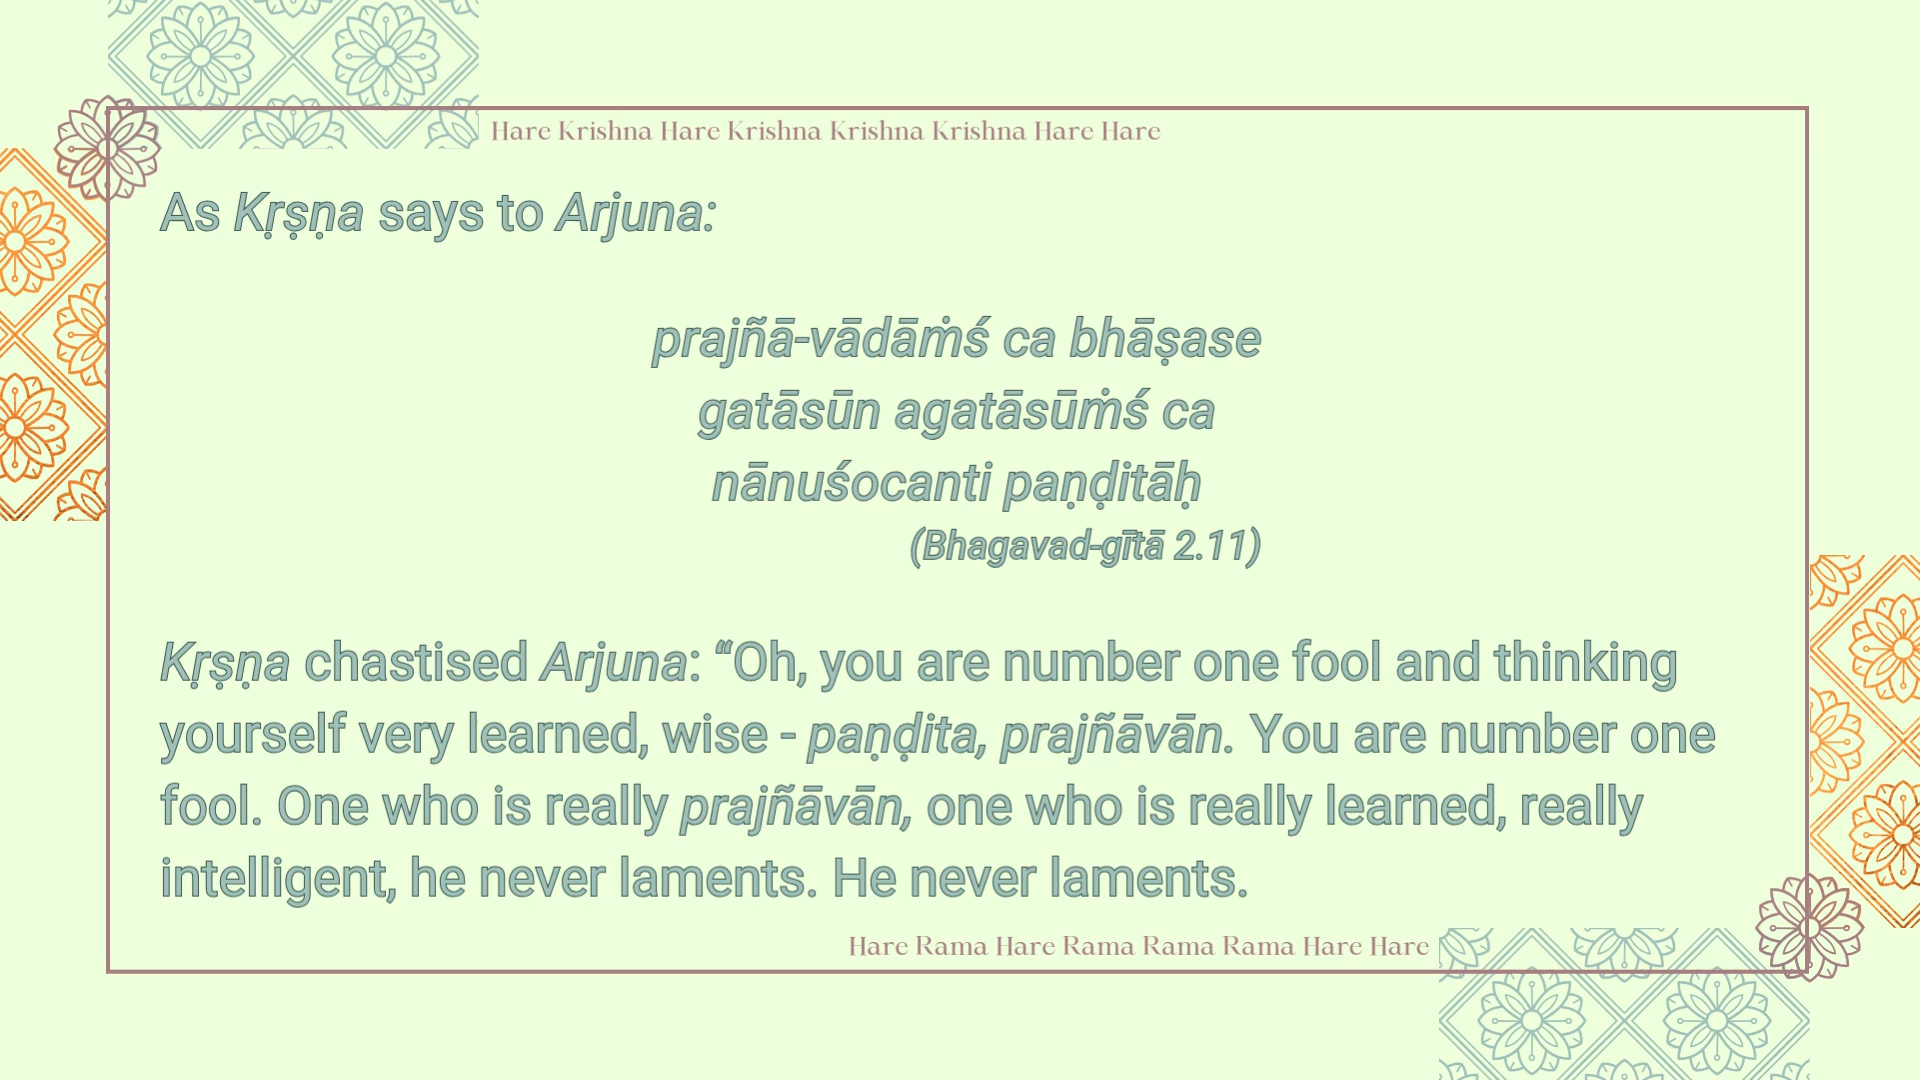 Hare Krishna Hare Krishna Krishna Krishna Hare Hare
As Kṛṣṇa says to Arjuna:
prajñā-vādāṁś ca bhāṣase
gatāsūn agatāsūṁś ca
nānuśocanti paṇḍitāḥ
(Bhagavad-gītā 2.11)
Kṛṣṇa chastised Arjuna: “Oh, you are number one fool and thinking
yourself very learned, wise - paṇḍita, prajñāvān. You are number one
fool. One who is really prajñāvān, one who is really learned, really
intelligent, he never laments. He never laments.
Hare Rama Hare Rama Rama Rama Hare Hare